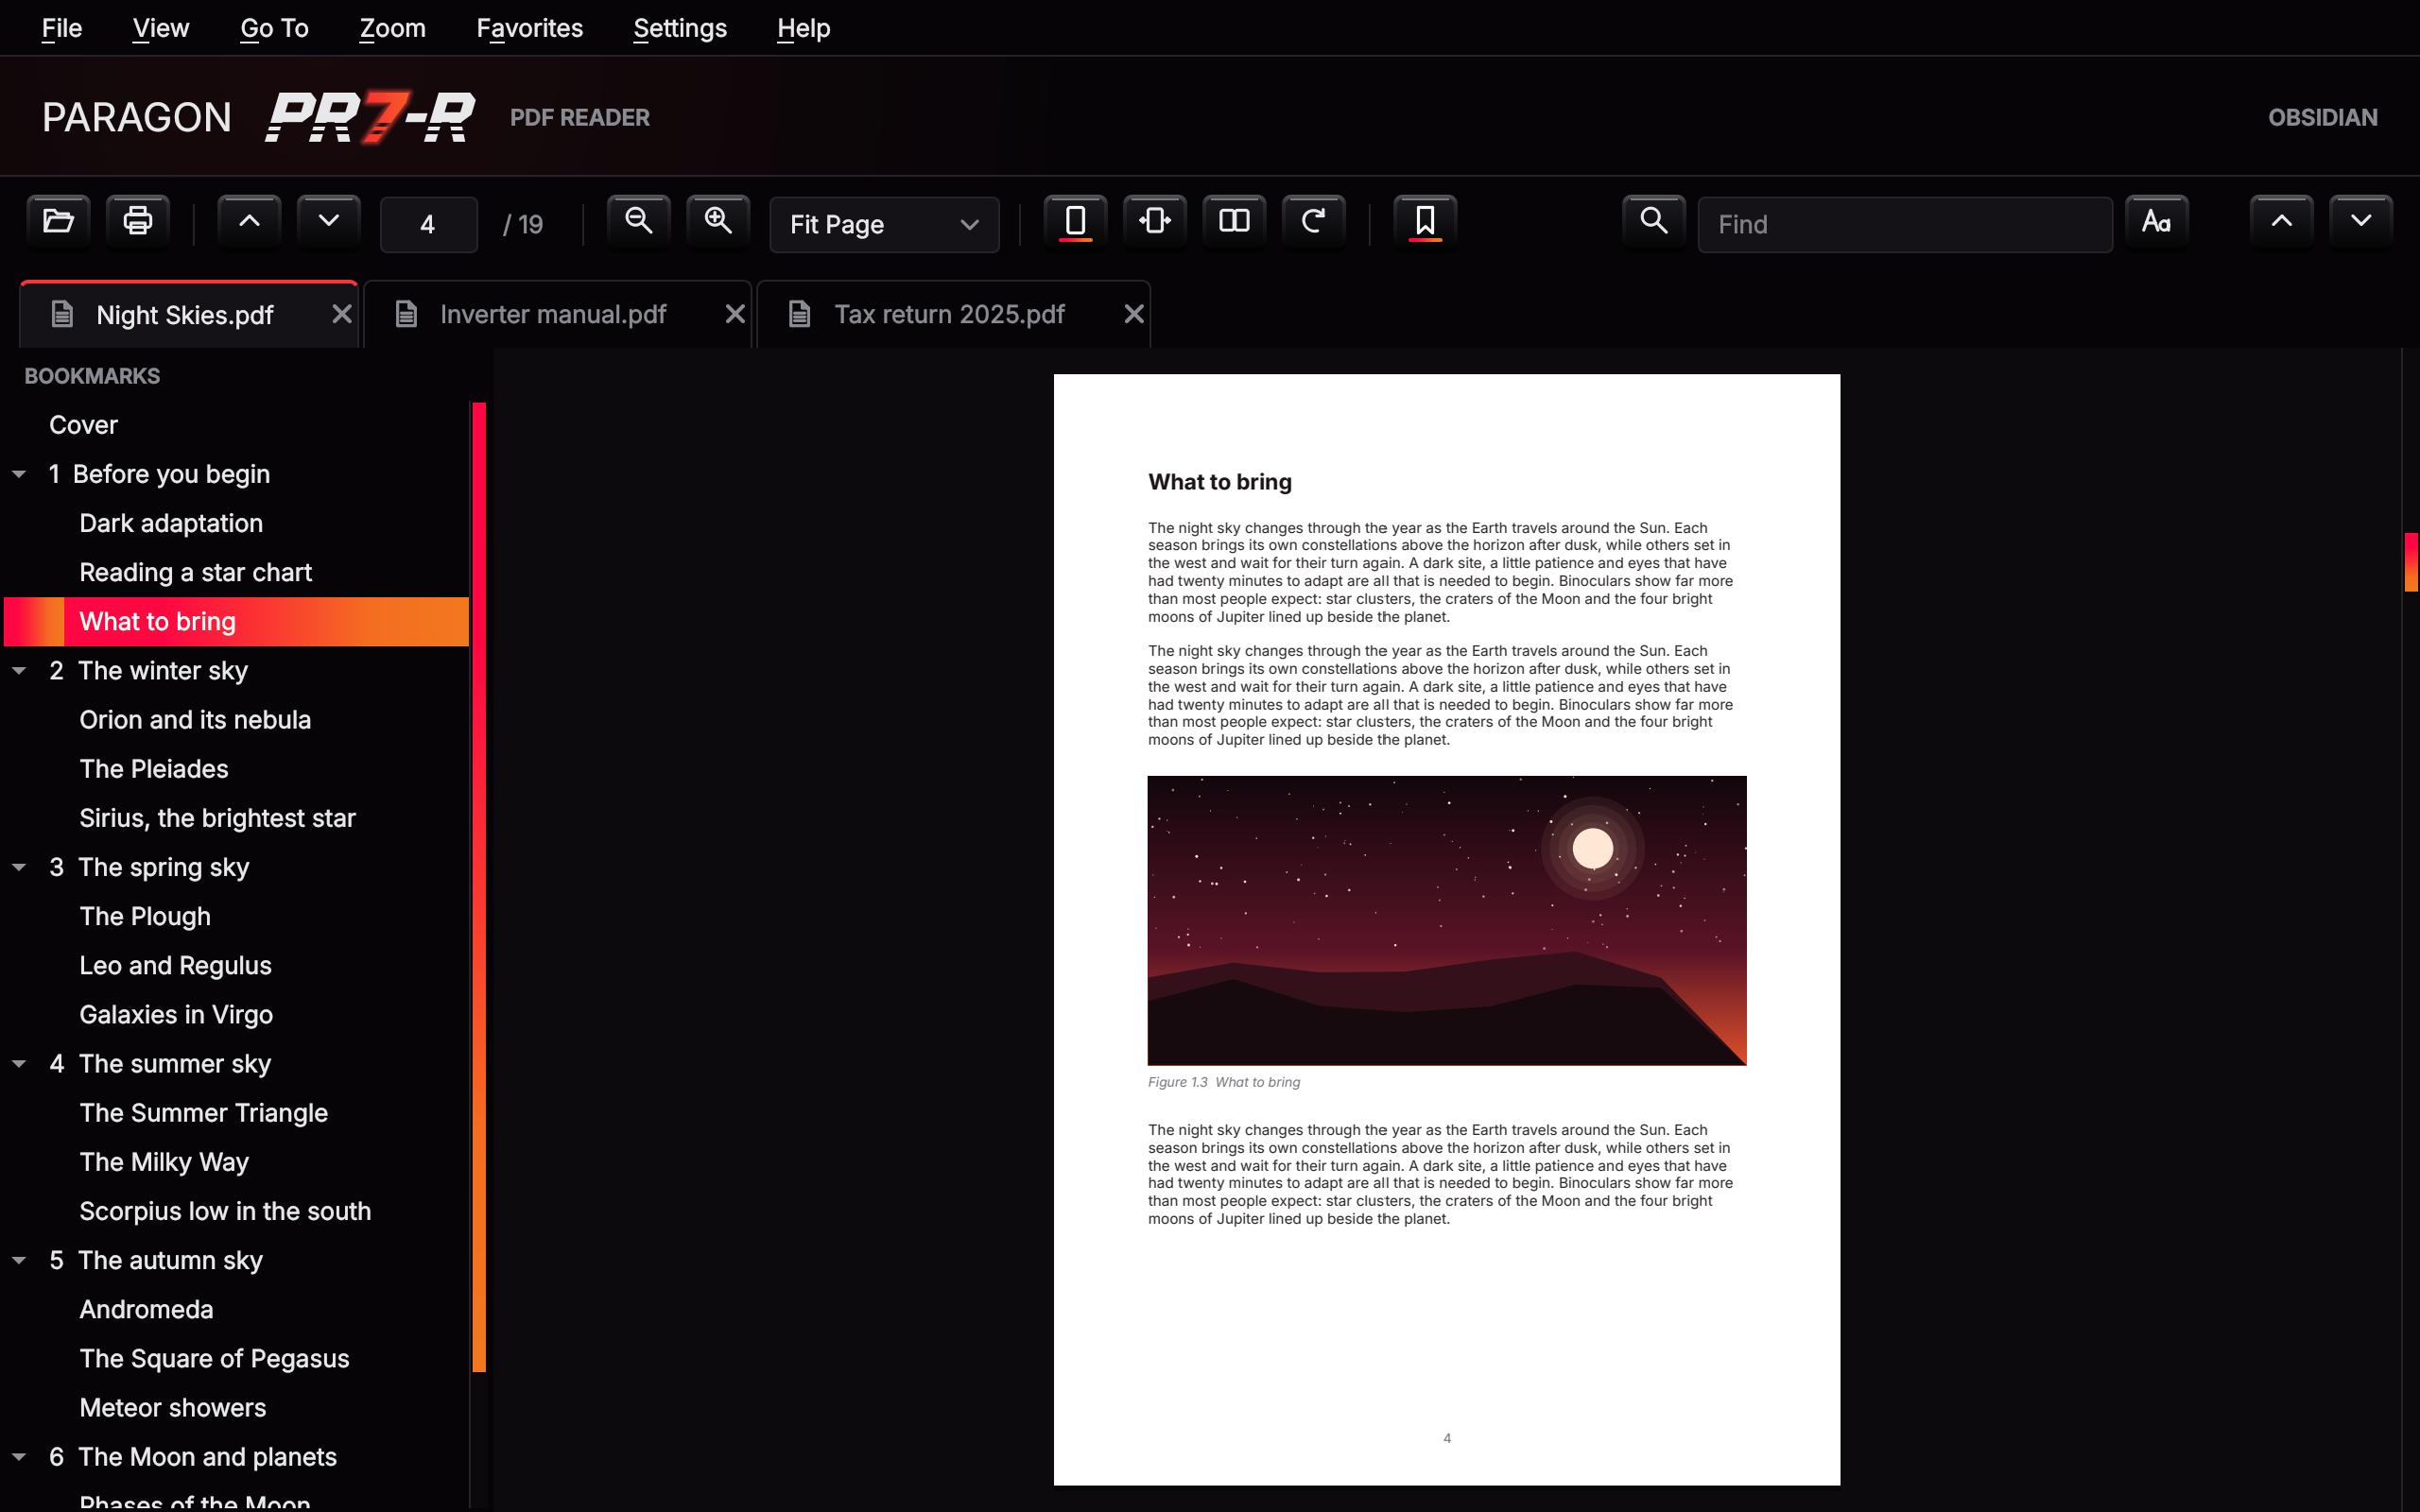 File View Go To Zoom Favorites Settings Help
PARAGON PR7-R PDF READER OBSIDIAN
4 / 19 Fit Page Find Aa
Night Skies.pdf Inverter manual.pdf Tax return 2025.pdf
BOOKMARKS
Cover
1 Before you begin
Dark adaptation
Reading a star chart
What to bring
2 The winter sky
Orion and its nebula
The Pleiades
Sirius, the brightest star
3 The spring sky
The Plough
Leo and Regulus
Galaxies in Virgo
4 The summer sky
The Summer Triangle
The Milky Way
Scorpius low in the south
5 The autumn sky
Andromeda
The Square of Pegasus
Meteor showers
6 The Moon and planets
Phases of the Moon
What to bring
The night sky changes through the year as the Earth travels around the Sun. Each
season brings its own constellations above the horizon after dusk, while others set in
the west and wait for their turn again. A dark site, a little patience and eyes that have
had twenty minutes to adapt are all that is needed to begin. Binoculars show far more
than most people expect: star clusters, the craters of the Moon and the four bright
moons of Jupiter lined up beside the planet.
The night sky changes through the year as the Earth travels around the Sun. Each
season brings its own constellations above the horizon after dusk, while others set in
the west and wait for their turn again. A dark site, a little patience and eyes that have
had twenty minutes to adapt are all that is needed to begin. Binoculars show far more
than most people expect: star clusters, the craters of the Moon and the four bright
moons of Jupiter lined up beside the planet.
Figure 1.3 What to bring
The night sky changes through the year as the Earth travels around the Sun. Each
season brings its own constellations above the horizon after dusk, while others set in
the west and wait for their turn again. A dark site, a little patience and eyes that have
had twenty minutes to adapt are all that is needed to begin. Binoculars show far more
than most people expect: star clusters, the craters of the Moon and the four bright
moons of Jupiter lined up beside the planet.
4